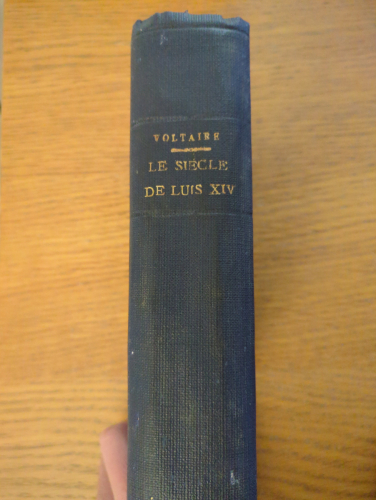 VOLTAIRE
LE SIÈCLE
DE LUIS XIV